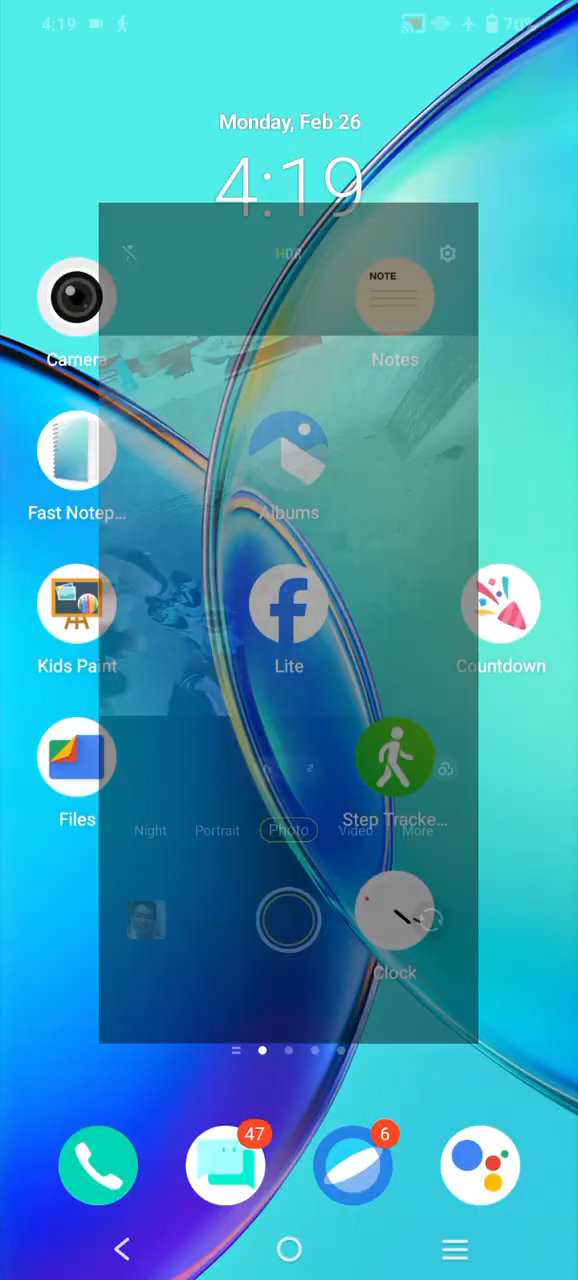 4:19
70%
Monday, Feb 26
4:19
HDR
NOTE
Camera
Notes
Fast Notep...
Albums
Kids Paint
Lite
Countdown
Files
Step Tracke...
Night Portrait Photo Video More
Clock
47
6